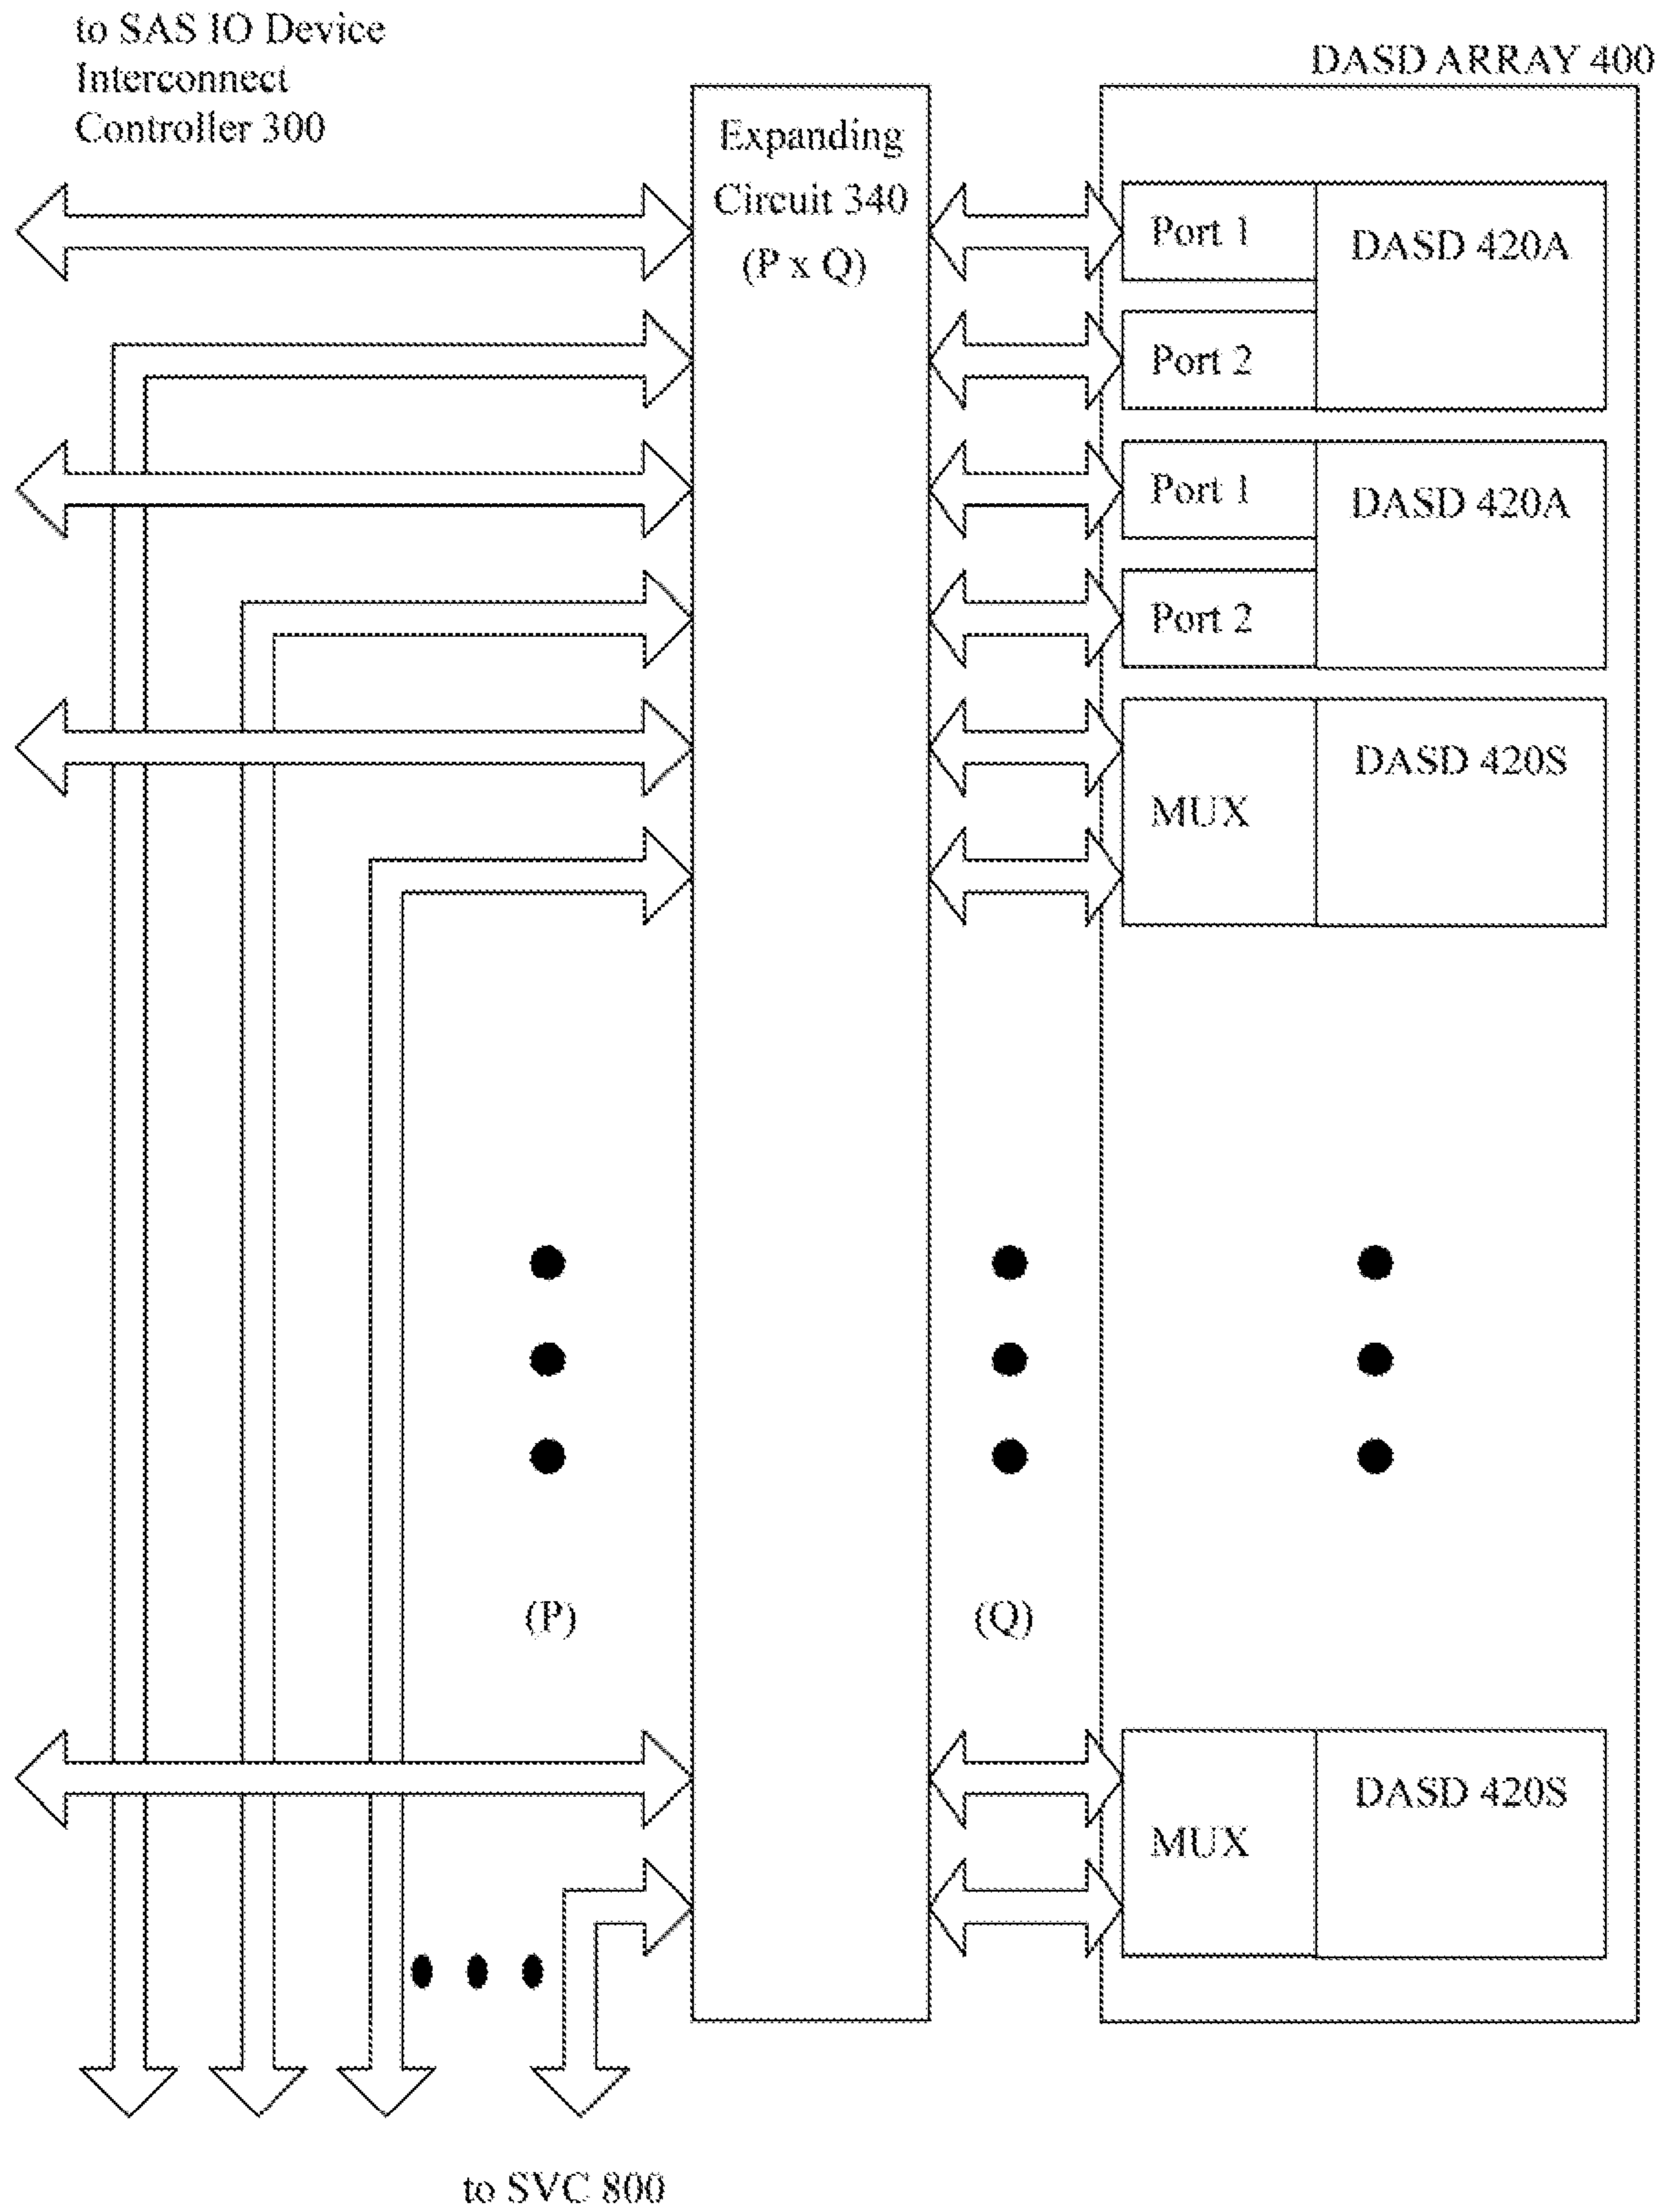 to SAS IO Device
Interconnect
Controller 300
DASD ARRAY 400
Expanding
Circuit 340
(P x Q)
Port 1
DASD 420A
Port 2
Port 1
DASD 420A
Port 2
DASD 420S
MUX
(P)
(Q)
DASD 420S
MUX
to SVC 800